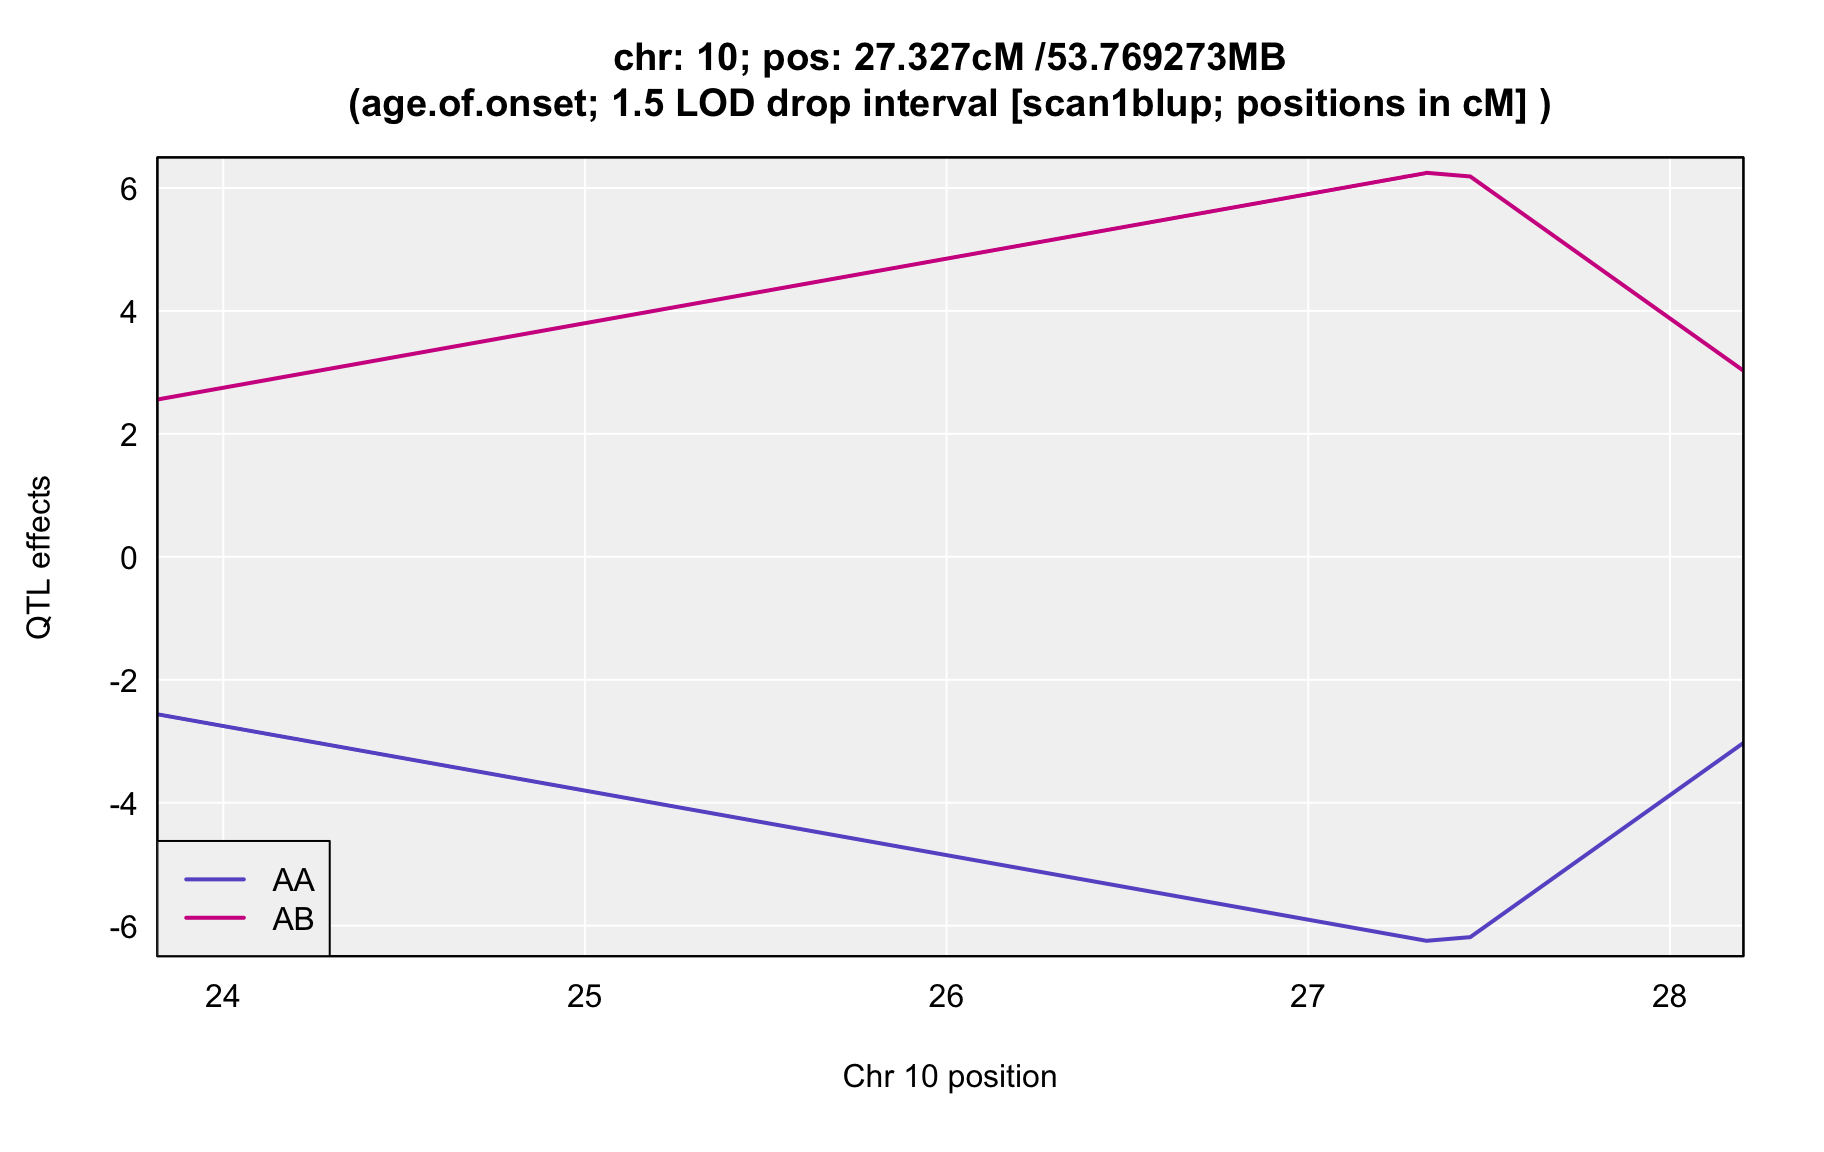 chr: 10; pos: 27.327cM /53.769273MB
(age.of.onset; 1.5 LOD drop interval [scan1blup; positions in cM] )
6
4
2
0
-2
-4
-6
QTL effects
AA
AB
24 25 26 27 28
Chr 10 position